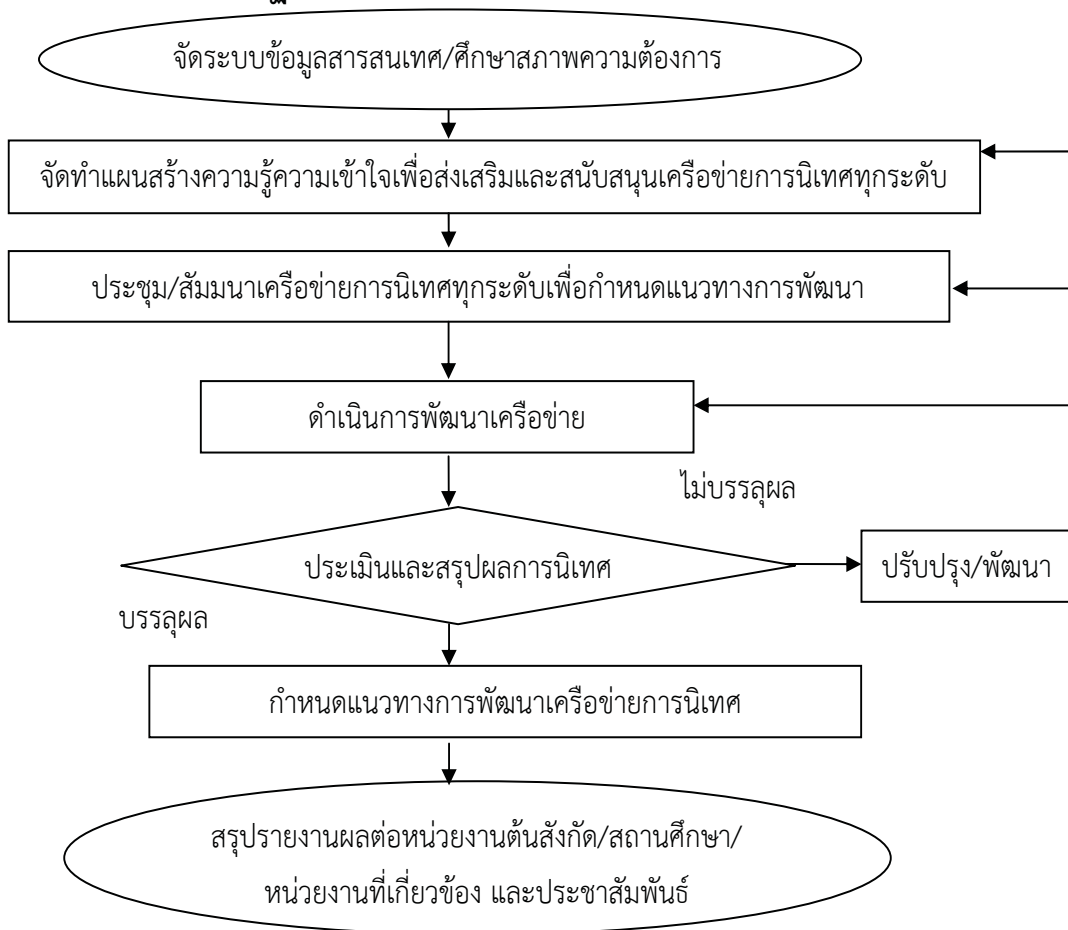 จัดระบบข้อมูลสารสนเทศ/ศึกษาสภาพความต้องการ
จัดทำแผนสร้างความรู้ความเข้าใจเพื่อส่งเสริมและสนับสนุนเครือข่ายการนิเทศทุกระดับ
ประชุม/สัมมนาเครือข่ายการนิเทศทุกระดับเพื่อกำหนดแนวทางการพัฒนา
ดำเนินการพัฒนาเครือข่าย
ไม่บรรลุผล
ประเมินและสรุปผลการนิเทศ
ปรับปรุง/พัฒนา
บรรลุผล
กำหนดแนวทางการพัฒนาเครือข่ายการนิเทศ
สรุปรายงานผลต่อหน่วยงานต้นสังกัด/สถานศึกษา/
หน่วยงานที่เกี่ยวข้อง และประชาสัมพันธ์